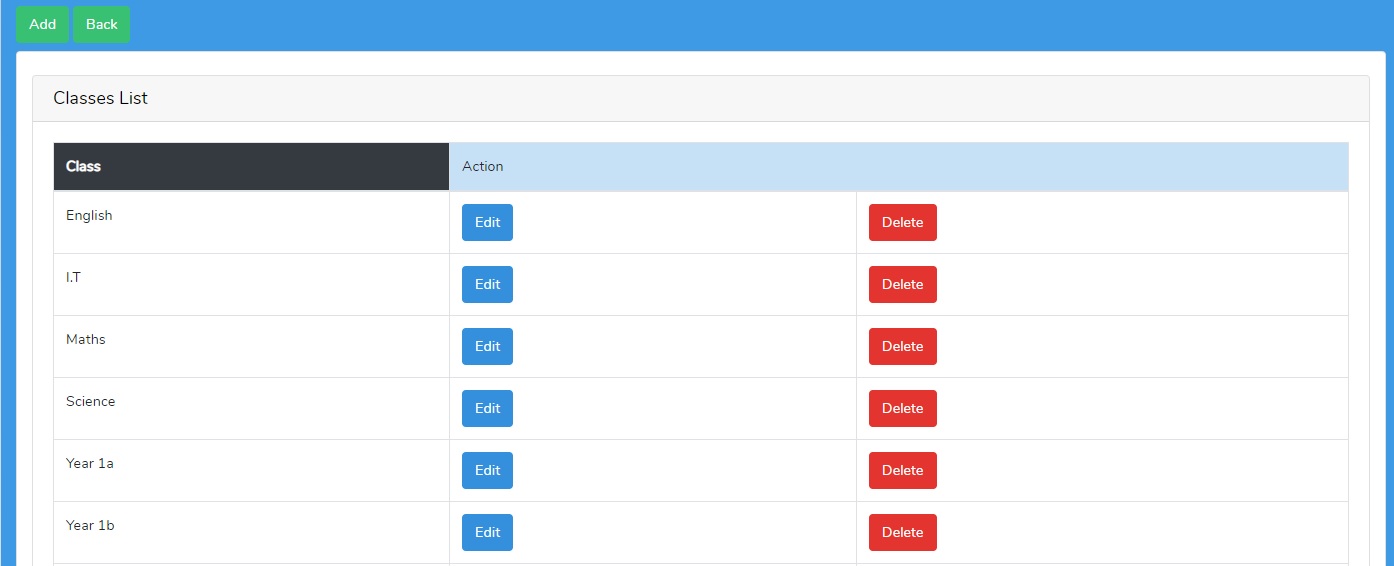 Add Back
Classes List
Class Action
English Edit Delete
I.T Edit Delete
Maths Edit Delete
Science Edit Delete
Year 1a Edit Delete
Year 1b Edit Delete